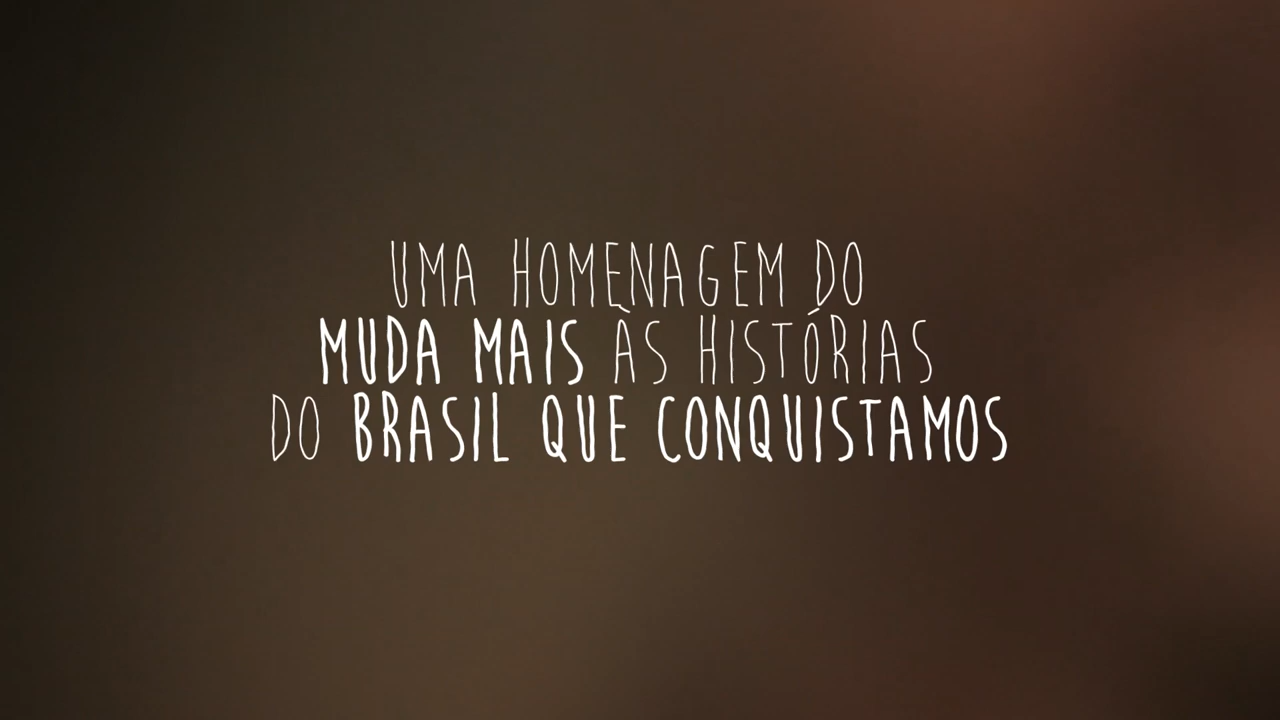 UMA HOMENAGEM DO
MUDA MAIS ÀS HISTÓRIAS
DO BRASIL QUE CONQUISTAMOS